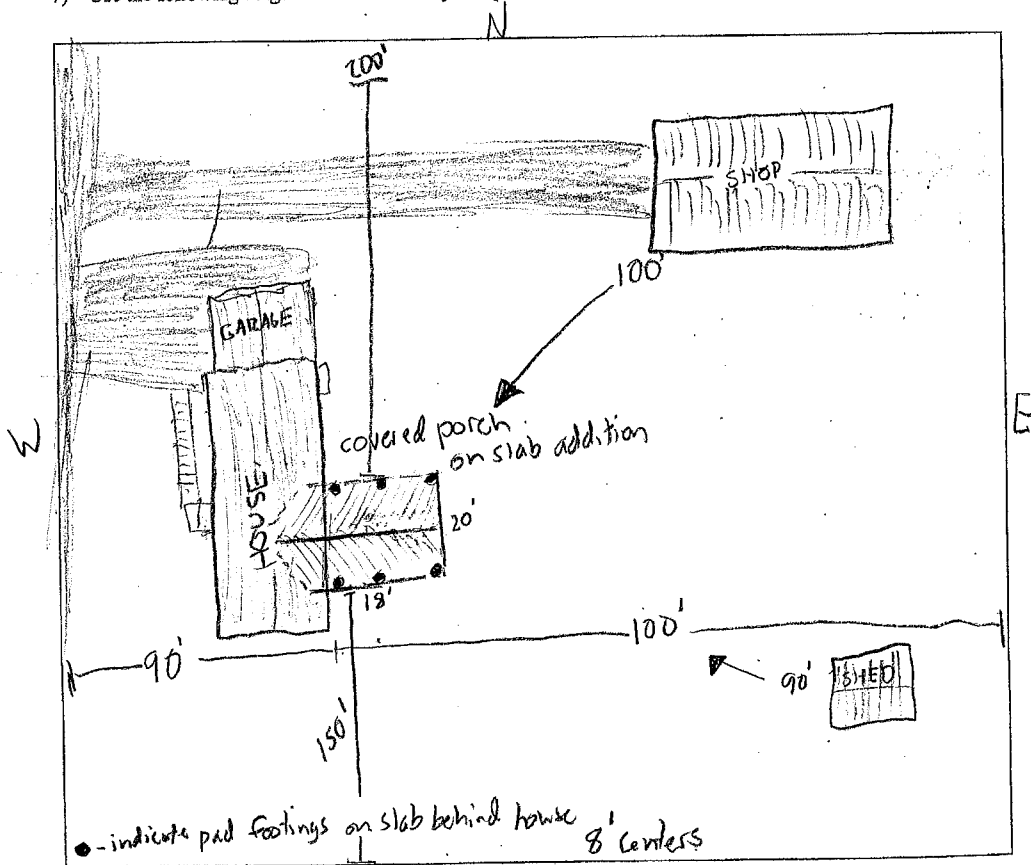 N
200'
SHOP
100'
GARAGE
W
E
covered porch
on slab addition
HOUSE
20'
18'
100'
90'
90'
SHED
150'
●-indicate pad footings on slab behind house
8' centers